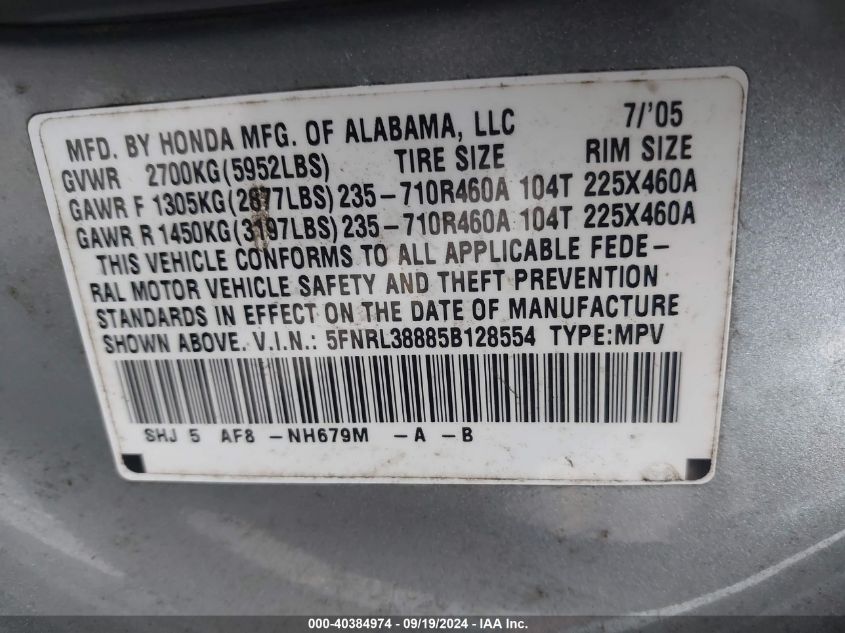 MFD. BY HONDA MFG. OF ALABAMA, LLC 7/'05
GVWR 2700KG(5952LBS) TIRE SIZE RIM SIZE
GAWR F 1305KG(2877LBS) 235-710R460A 104T 225X460A
GAWR R 1450KG(3197LBS) 235-710R460A 104T 225X460A
THIS VEHICLE CONFORMS TO ALL APPLICABLE FEDE-
RAL MOTOR VEHICLE SAFETY AND THEFT PREVENTION
STANDARDS IN EFFECT ON THE DATE OF MANUFACTURE
SHOWN ABOVE. V.I.N.: 5FNRL38885B128554 TYPE:MPV
SHJ 5 AF8 -NH679M -A -B
000-40384974 - 09/19/2024 - IAA Inc.